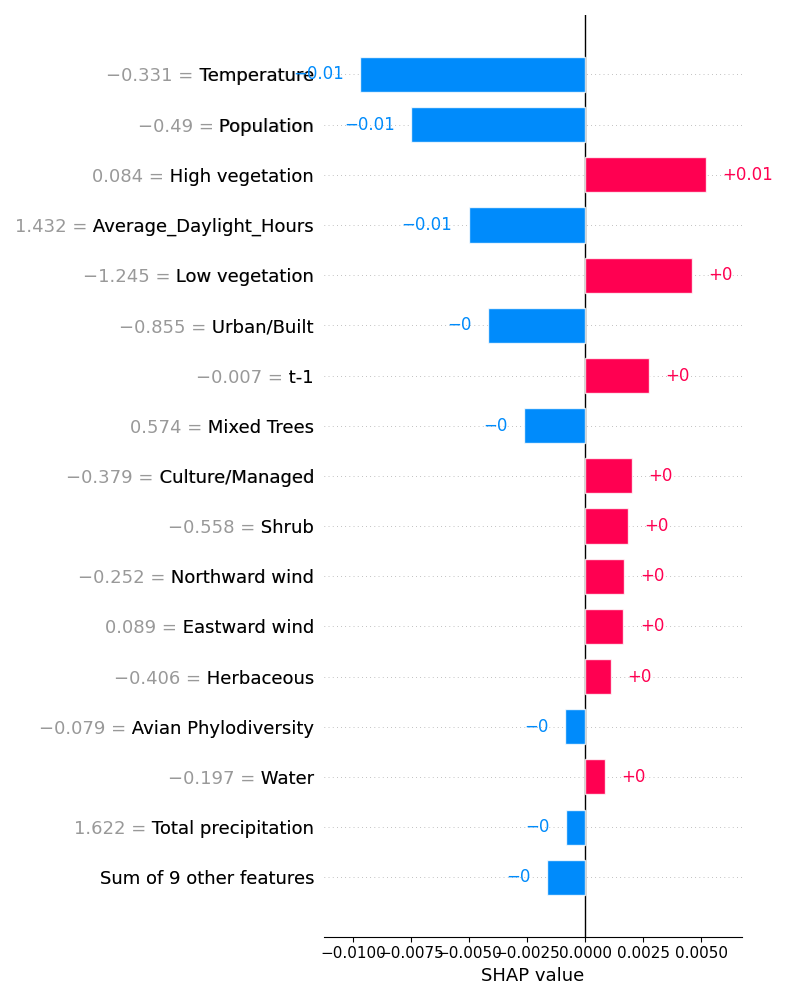 −0.331 = Temperature −0.01
−0.49 = Population −0.01
0.084 = High vegetation +0.01
1.432 = Average_Daylight_Hours −0.01
−1.245 = Low vegetation +0
−0.855 = Urban/Built −0
−0.007 = t-1 +0
0.574 = Mixed Trees −0
−0.379 = Culture/Managed +0
−0.558 = Shrub +0
−0.252 = Northward wind +0
0.089 = Eastward wind +0
−0.406 = Herbaceous +0
−0.079 = Avian Phylodiversity −0
−0.197 = Water +0
1.622 = Total precipitation −0
Sum of 9 other features −0
−0.0100 −0.0075 −0.0050 −0.0025 0.0000 0.0025 0.0050
SHAP value